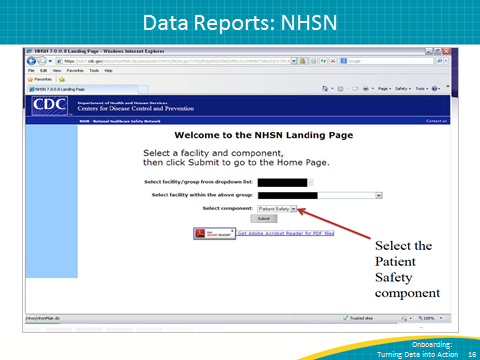 Data Reports: NHSN
NHSN 7.0.0.8 Landing Page - Windows Internet Explorer
File Edit View Favorites Tools Help
Favorites
NHSN 7.0.0.8 Landing Page
Page Safety Tools
CDC
Department of Health and Human Services
Centers for Disease Control and Prevention
NHSN - National Healthcare Safety Network
Contact us
Welcome to the NHSN Landing Page
Select a facility and component,
then click Submit to go to the Home Page.
Select facility/group from dropdown list:
Select facility within the above group:
Select component: Patient Safety
Submit
Get Adobe Acrobat Reader for PDF files
Select the
Patient
Safety
component
Trusted sites
100%
Onboarding:
Turning Data into Action 16